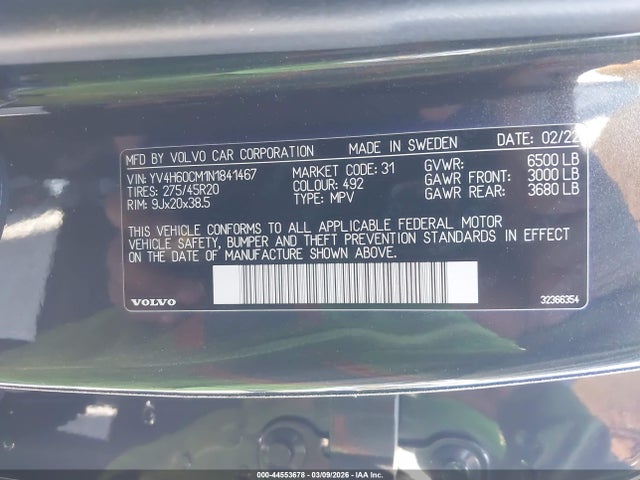 MFD BY VOLVO CAR CORPORATION MADE IN SWEDEN DATE: 02/22
VIN: YV4H60CM1N1841467 MARKET CODE: 31 GVWR: 6500 LB
TIRES: 275/45R20 COLOUR: 492 GAWR FRONT: 3000 LB
RIM: 9Jx20x38.5 TYPE: MPV GAWR REAR: 3680 LB
THIS VEHICLE CONFORMS TO ALL APPLICABLE FEDERAL MOTOR
VEHICLE SAFETY, BUMPER AND THEFT PREVENTION STANDARDS IN EFFECT
ON THE DATE OF MANUFACTURE SHOWN ABOVE.
VOLVO 32366354
000-44553678 - 03/09/2026 - IAA Inc.